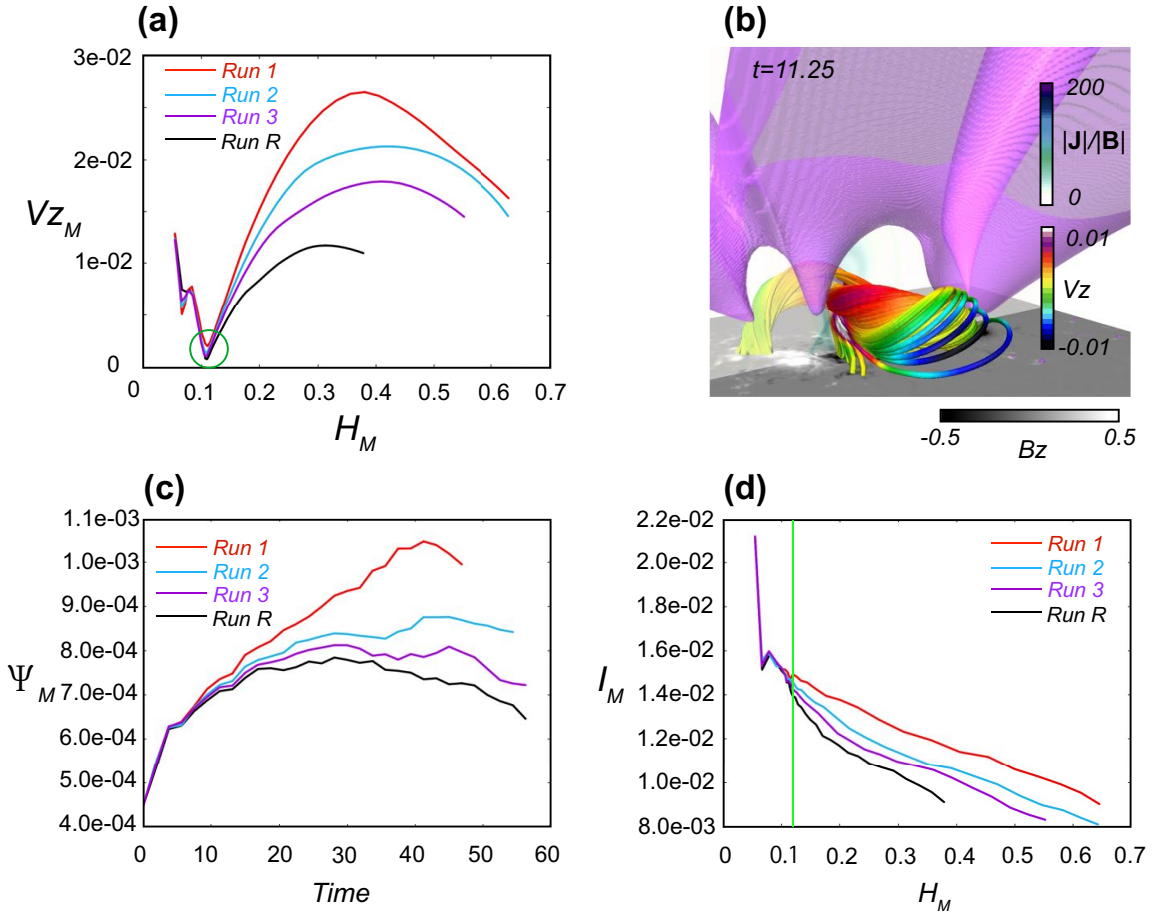 (a)
3e-02
2e-02
1e-02
0
Vz_M
Run 1
Run 2
Run 3
Run R
0 0.1 0.2 0.3 0.4 0.5 0.6 0.7
H_M
(b)
t=11.25
200
|J|/|B|
0
0.01
Vz
-0.01
-0.5 0.5
Bz
(c)
1.1e-03
1.0e-03
9.0e-04
8.0e-04
7.0e-04
6.0e-04
5.0e-04
4.0e-04
Ψ_M
Run 1
Run 2
Run 3
Run R
0 10 20 30 40 50 60
Time
(d)
2.2e-02
2.0e-02
1.8e-02
1.6e-02
1.4e-02
1.2e-02
1.0e-02
8.0e-03
I_M
Run 1
Run 2
Run 3
Run R
0 0.1 0.2 0.3 0.4 0.5 0.6 0.7
H_M